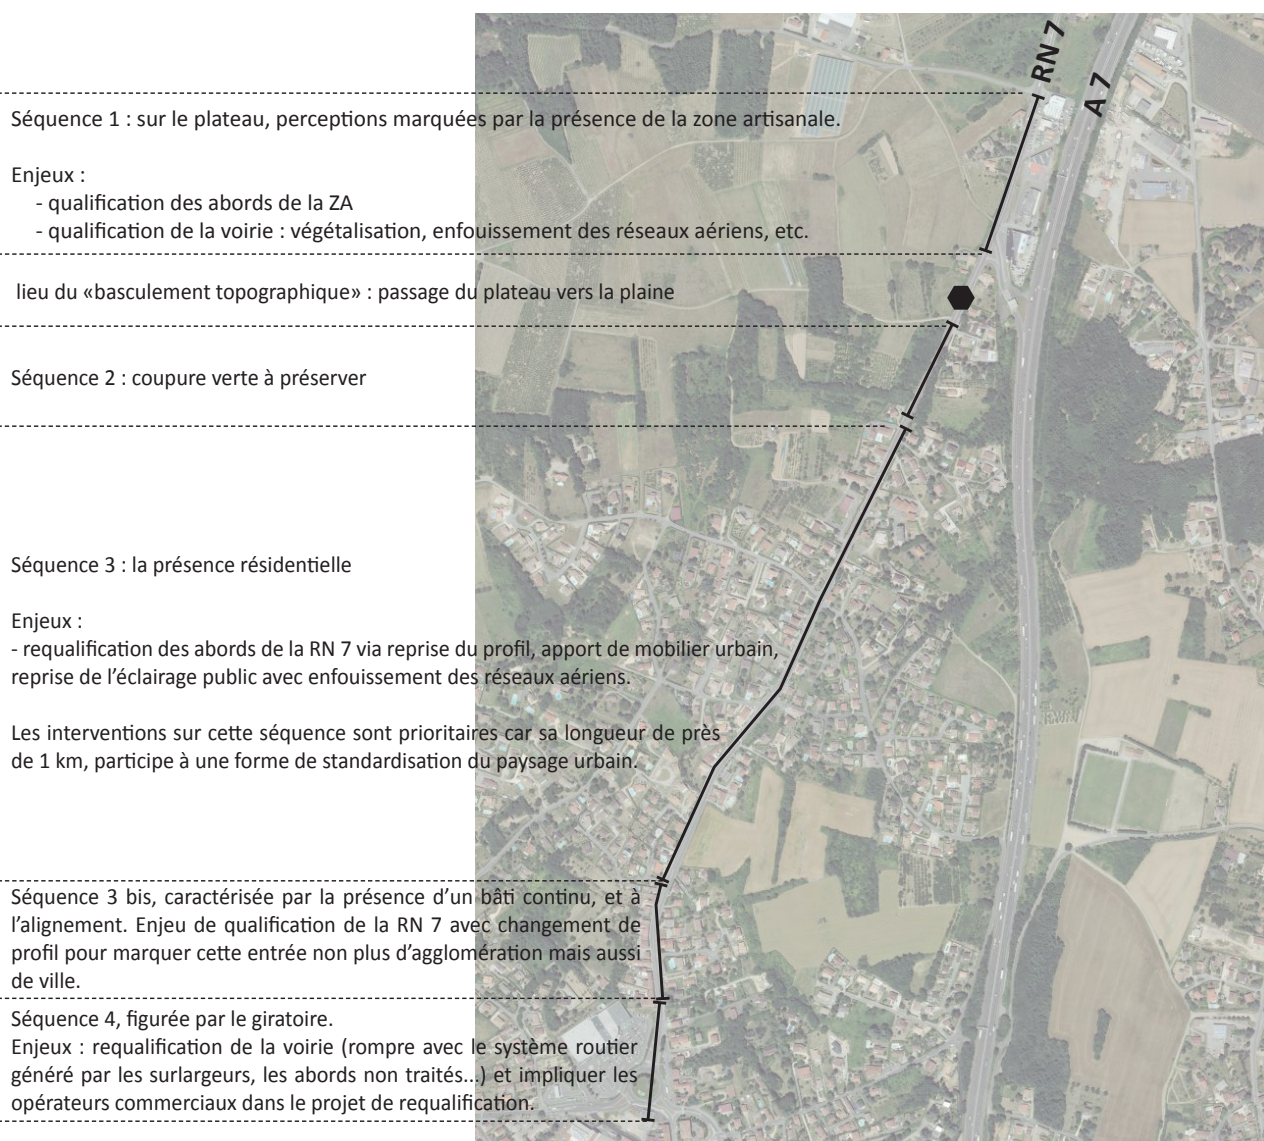 RN 7
A 7
Séquence 1 : sur le plateau, perceptions marquées par la présence de la zone artisanale.
Enjeux :
- qualification des abords de la ZA
- qualification de la voirie : végétalisation, enfouissement des réseaux aériens, etc.
lieu du «basculement topographique» : passage du plateau vers la plaine
Séquence 2 : coupure verte à préserver
Séquence 3 : la présence résidentielle
Enjeux :
- requalification des abords de la RN 7 via reprise du profil, apport de mobilier urbain,
reprise de l’éclairage public avec enfouissement des réseaux aériens.
Les interventions sur cette séquence sont prioritaires car sa longueur de près
de 1 km, participe à une forme de standardisation du paysage urbain.
Séquence 3 bis, caractérisée par la présence d’un bâti continu, et à
l’alignement. Enjeu de qualification de la RN 7 avec changement de
profil pour marquer cette entrée non plus d’agglomération mais aussi
de ville.
Séquence 4, figurée par le giratoire.
Enjeux : requalification de la voirie (rompre avec le système routier
généré par les surlargeurs, les abords non traités...) et impliquer les
opérateurs commerciaux dans le projet de requalification.